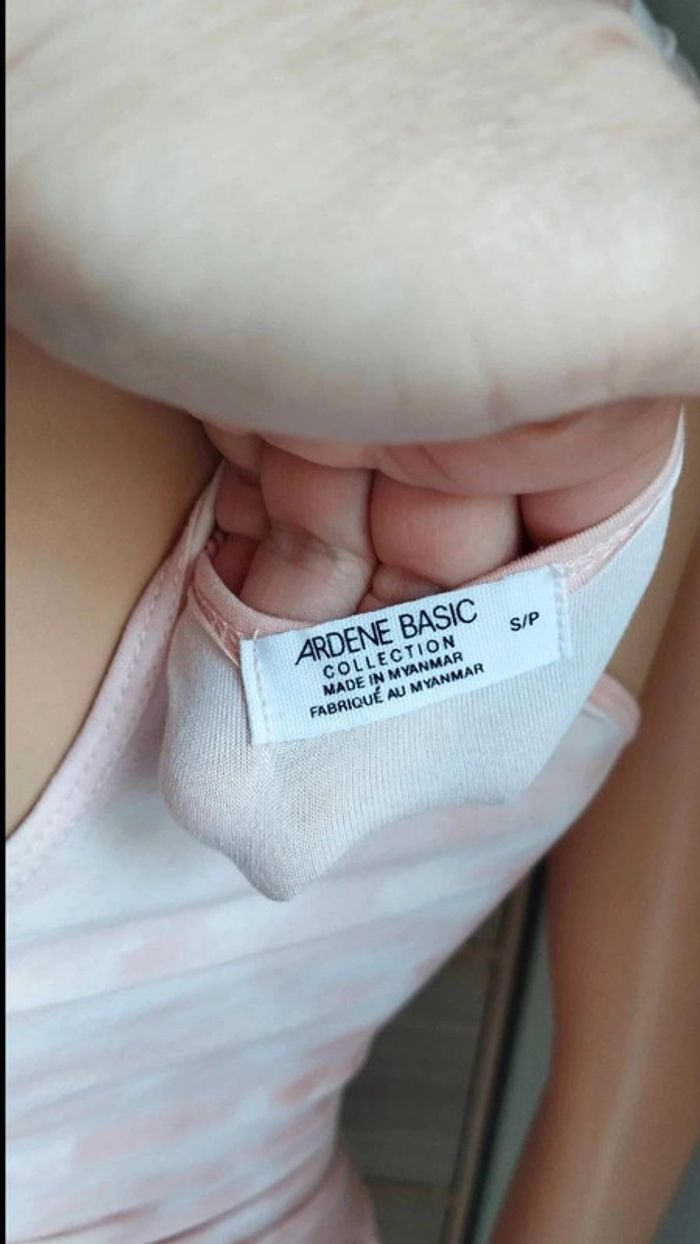 ARDENE BASIC
COLLECTION
MADE IN MYANMAR
FABRIQUÉ AU MYANMAR
S/P